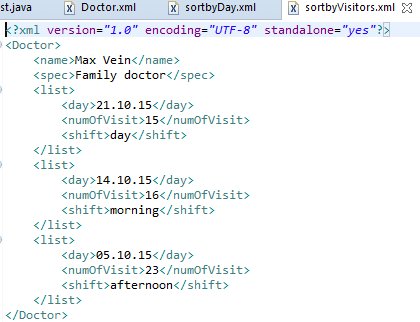 st.java Doctor.xml sortbyDay.xml sortbyVisitors.xml
<?xml version="1.0" encoding="UTF-8" standalone="yes"?>
<Doctor>
    <name>Max Vein</name>
    <spec>Family doctor</spec>
    <list>
        <day>21.10.15</day>
        <numOfVisit>15</numOfVisit>
        <shift>day</shift>
    </list>
    <list>
        <day>14.10.15</day>
        <numOfVisit>16</numOfVisit>
        <shift>morning</shift>
    </list>
    <list>
        <day>05.10.15</day>
        <numOfVisit>23</numOfVisit>
        <shift>afternoon</shift>
    </list>
</Doctor>